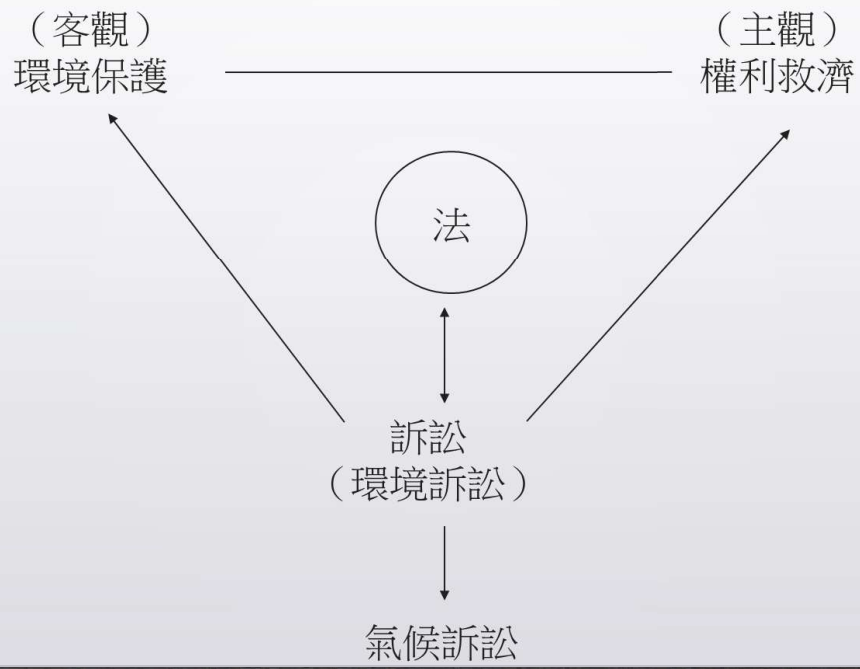 （客觀）
環境保護
（主觀）
權利救濟
法
訴訟
（環境訴訟）
氣候訴訟